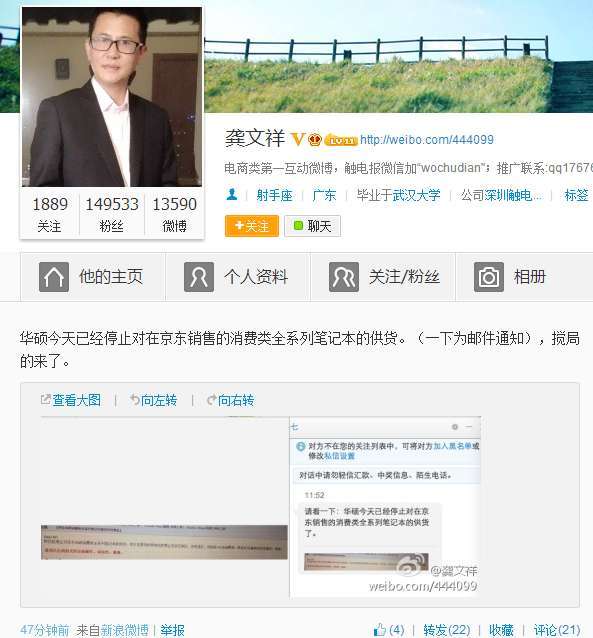 1889
关注
149533
粉丝
13590
微博
龚文祥 V LV.11 http://weibo.com/444099
电商类第一互动微博，触电报微信加“wochudian”；推广联系:qq17676
射手座 | 广东 | 毕业于武汉大学 | 公司深圳触电... | 标签
+关注 聊天
他的主页 个人资料 关注/粉丝 相册
华硕今天已经停止对在京东销售的消费类全系列笔记本的供货。（一下为邮件通知），搅局
的来了。
查看大图 | 向左转 | 向右转
七
对方不在您的关注列表中，可将对方加入黑名单或
修改私信设置
对话中请勿轻信汇款、中奖信息、陌生电话。
11:52
请看一下：华硕今天已经停止对在京
东销售的消费类全系列笔记本的供货
了。
@龚文祥
weibo.com/444099
47分钟前 来自新浪微博 | 举报 (4) | 转发(22) | 收藏 | 评论(21)